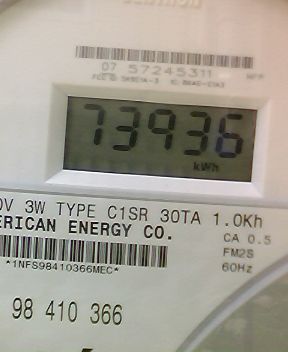 07 57245311
73936
kWh
0V 3W TYPE C1SR 30TA 1.0Kh
ERICAN ENERGY CO.
CA 0.5
FM2S
60Hz
*1NFS98410366MEC*
98 410 366